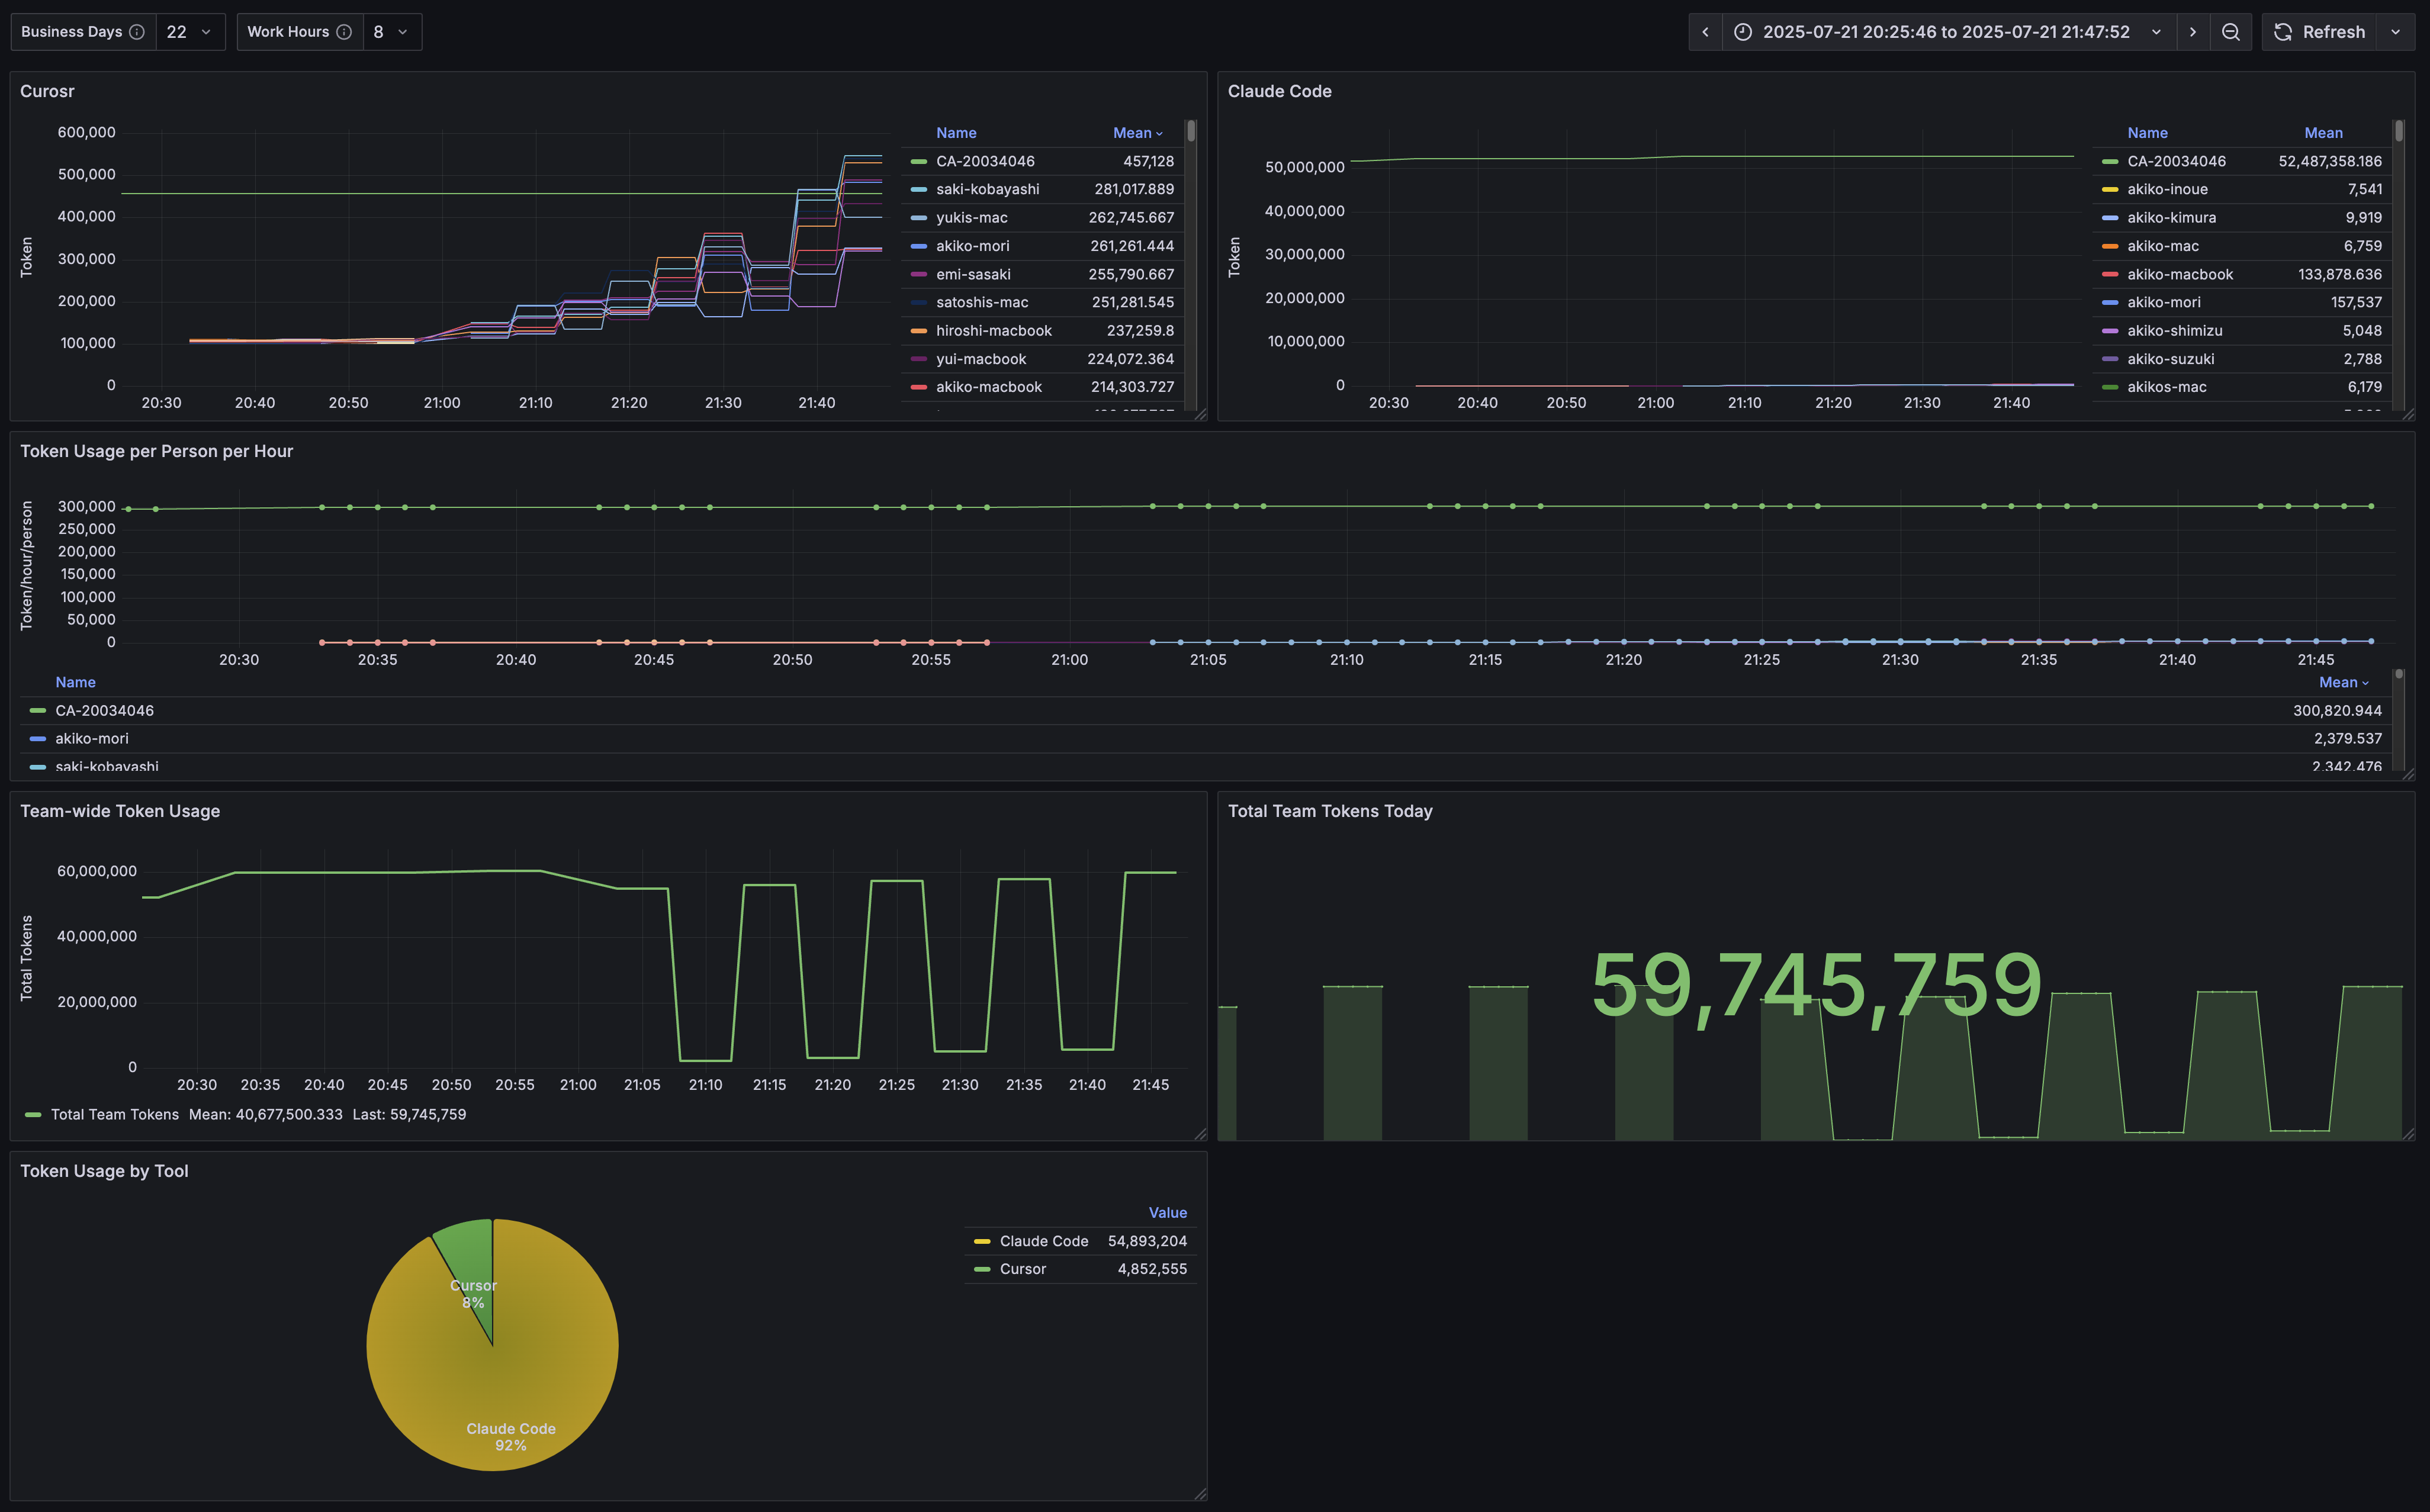 Business Days 22 Work Hours 8 2025-07-21 20:25:46 to 2025-07-21 21:47:52 Refresh
Curosr
Token
600,000
500,000
400,000
300,000
200,000
100,000
0
20:30 20:40 20:50 21:00 21:10 21:20 21:30 21:40
Name Mean
CA-20034046 457,128
saki-kobayashi 281,017.889
yukis-mac 262,745.667
akiko-mori 261,261.444
emi-sasaki 255,790.667
satoshis-mac 251,281.545
hiroshi-macbook 237,259.8
yui-macbook 224,072.364
akiko-macbook 214,303.727
Claude Code
Token
50,000,000
40,000,000
30,000,000
20,000,000
10,000,000
0
20:30 20:40 20:50 21:00 21:10 21:20 21:30 21:40
Name Mean
CA-20034046 52,487,358.186
akiko-inoue 7,541
akiko-kimura 9,919
akiko-mac 6,759
akiko-macbook 133,878.636
akiko-mori 157,537
akiko-shimizu 5,048
akiko-suzuki 2,788
akikos-mac 6,179
Token Usage per Person per Hour
Token/hour/person
300,000
250,000
200,000
150,000
100,000
50,000
0
20:30 20:35 20:40 20:45 20:50 20:55 21:00 21:05 21:10 21:15 21:20 21:25 21:30 21:35 21:40 21:45
Name Mean
CA-20034046 300,820.944
akiko-mori 2,379.537
saki-kobayashi 2,342.476
Team-wide Token Usage
Total Tokens
60,000,000
40,000,000
20,000,000
0
20:30 20:35 20:40 20:45 20:50 20:55 21:00 21:05 21:10 21:15 21:20 21:25 21:30 21:35 21:40 21:45
Total Team Tokens Mean: 40,677,500.333 Last: 59,745,759
Total Team Tokens Today
59,745,759
Token Usage by Tool
Cursor
8%
Claude Code
92%
Value
Claude Code 54,893,204
Cursor 4,852,555